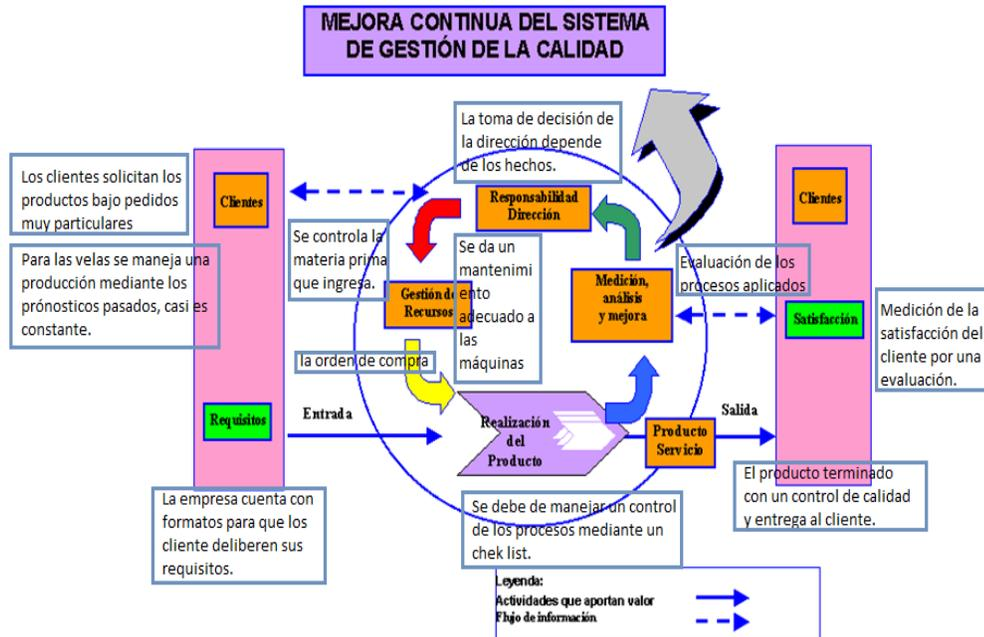 MEJORA CONTINUA DEL SISTEMA
DE GESTIÓN DE LA CALIDAD
La toma de decisión de
la dirección depende
de los hechos.
Los clientes solicitan los
productos bajo pedidos
muy particulares
Clientes
Responsabilidad
Dirección
Clientes
Para las velas se maneja una
producción mediante los
prónosticos pasados, casi es
constante.
Se controla la
materia prima
que ingresa.
Se da un
mantenimi
ento
adecuado a
las
máquinas
Evaluación de los
procesos aplicados
Gestión de
Recursos
Medición,
análisis
y mejora
Satisfacción
Medición de la
satisfacción del
cliente por una
evaluación.
la orden de compra
Requisitos
Entrada
Realización
del
Producto
Producto
Servicio
Salida
La empresa cuenta con
formatos para que los
cliente deliberen sus
requisitos.
Se debe de manejar un control
de los procesos mediante un
chek list.
El producto terminado
con un control de calidad
y entrega al cliente.
Leyenda:
Actividades que aportan valor
Flujo de información